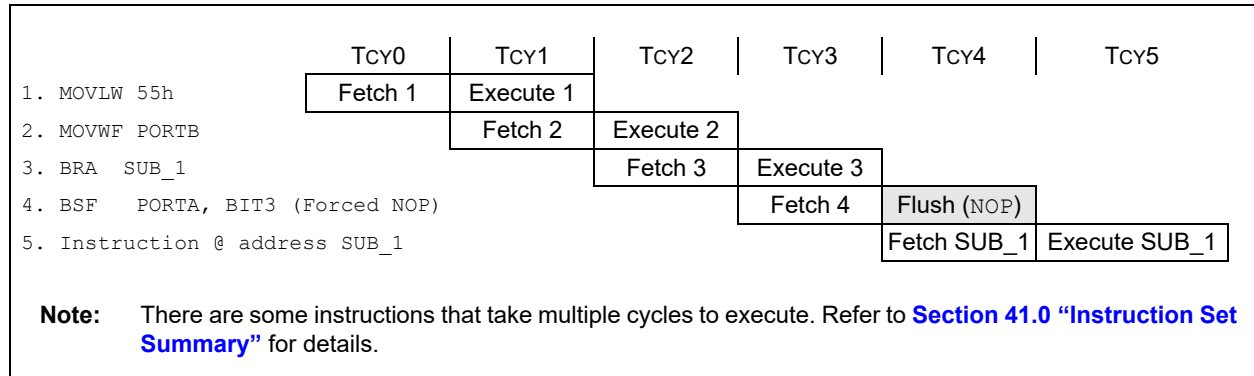 TCY0 TCY1 TCY2 TCY3 TCY4 TCY5
1. MOVLW 55h Fetch 1 Execute 1
2. MOVWF PORTB Fetch 2 Execute 2
3. BRA SUB_1 Fetch 3 Execute 3
4. BSF PORTA, BIT3 (Forced NOP) Fetch 4 Flush (NOP)
5. Instruction @ address SUB_1 Fetch SUB_1 Execute SUB_1
Note: There are some instructions that take multiple cycles to execute. Refer to Section 41.0 “Instruction Set
Summary” for details.